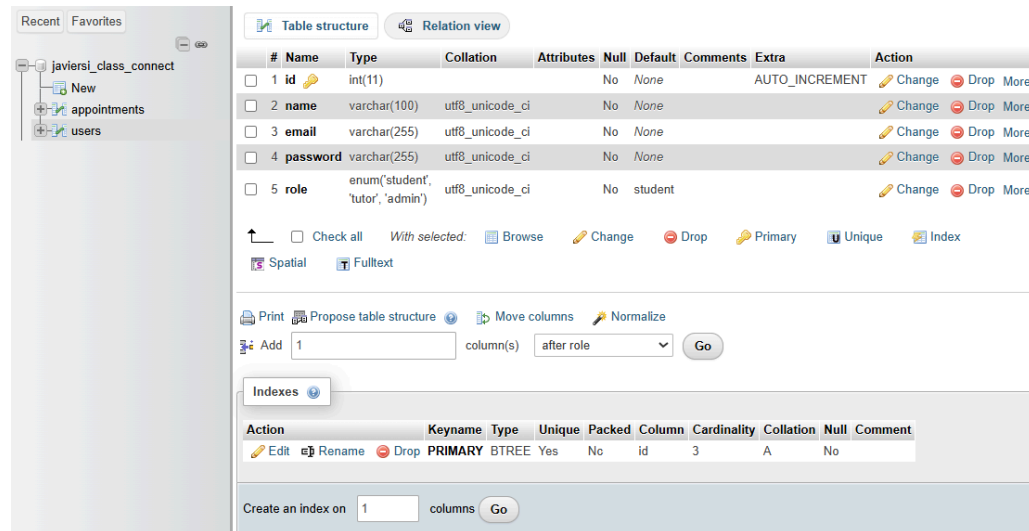 Recent Favorites
javiersi_class_connect
New
appointments
users
Table structure Relation view
# Name Type Collation Attributes Null Default Comments Extra Action
1 id int(11) No None AUTO_INCREMENT Change Drop More
2 name varchar(100) utf8_unicode_ci No None Change Drop More
3 email varchar(255) utf8_unicode_ci No None Change Drop More
4 password varchar(255) utf8_unicode_ci No None Change Drop More
5 role enum('student', 'tutor', 'admin') utf8_unicode_ci No student Change Drop More
Check all With selected: Browse Change Drop Primary Unique Index
Spatial Fulltext
Print Propose table structure Move columns Normalize
Add 1 column(s) after role Go
Indexes
Action Keyname Type Unique Packed Column Cardinality Collation Null Comment
Edit Rename Drop PRIMARY BTREE Yes No id 3 A No
Create an index on 1 columns Go